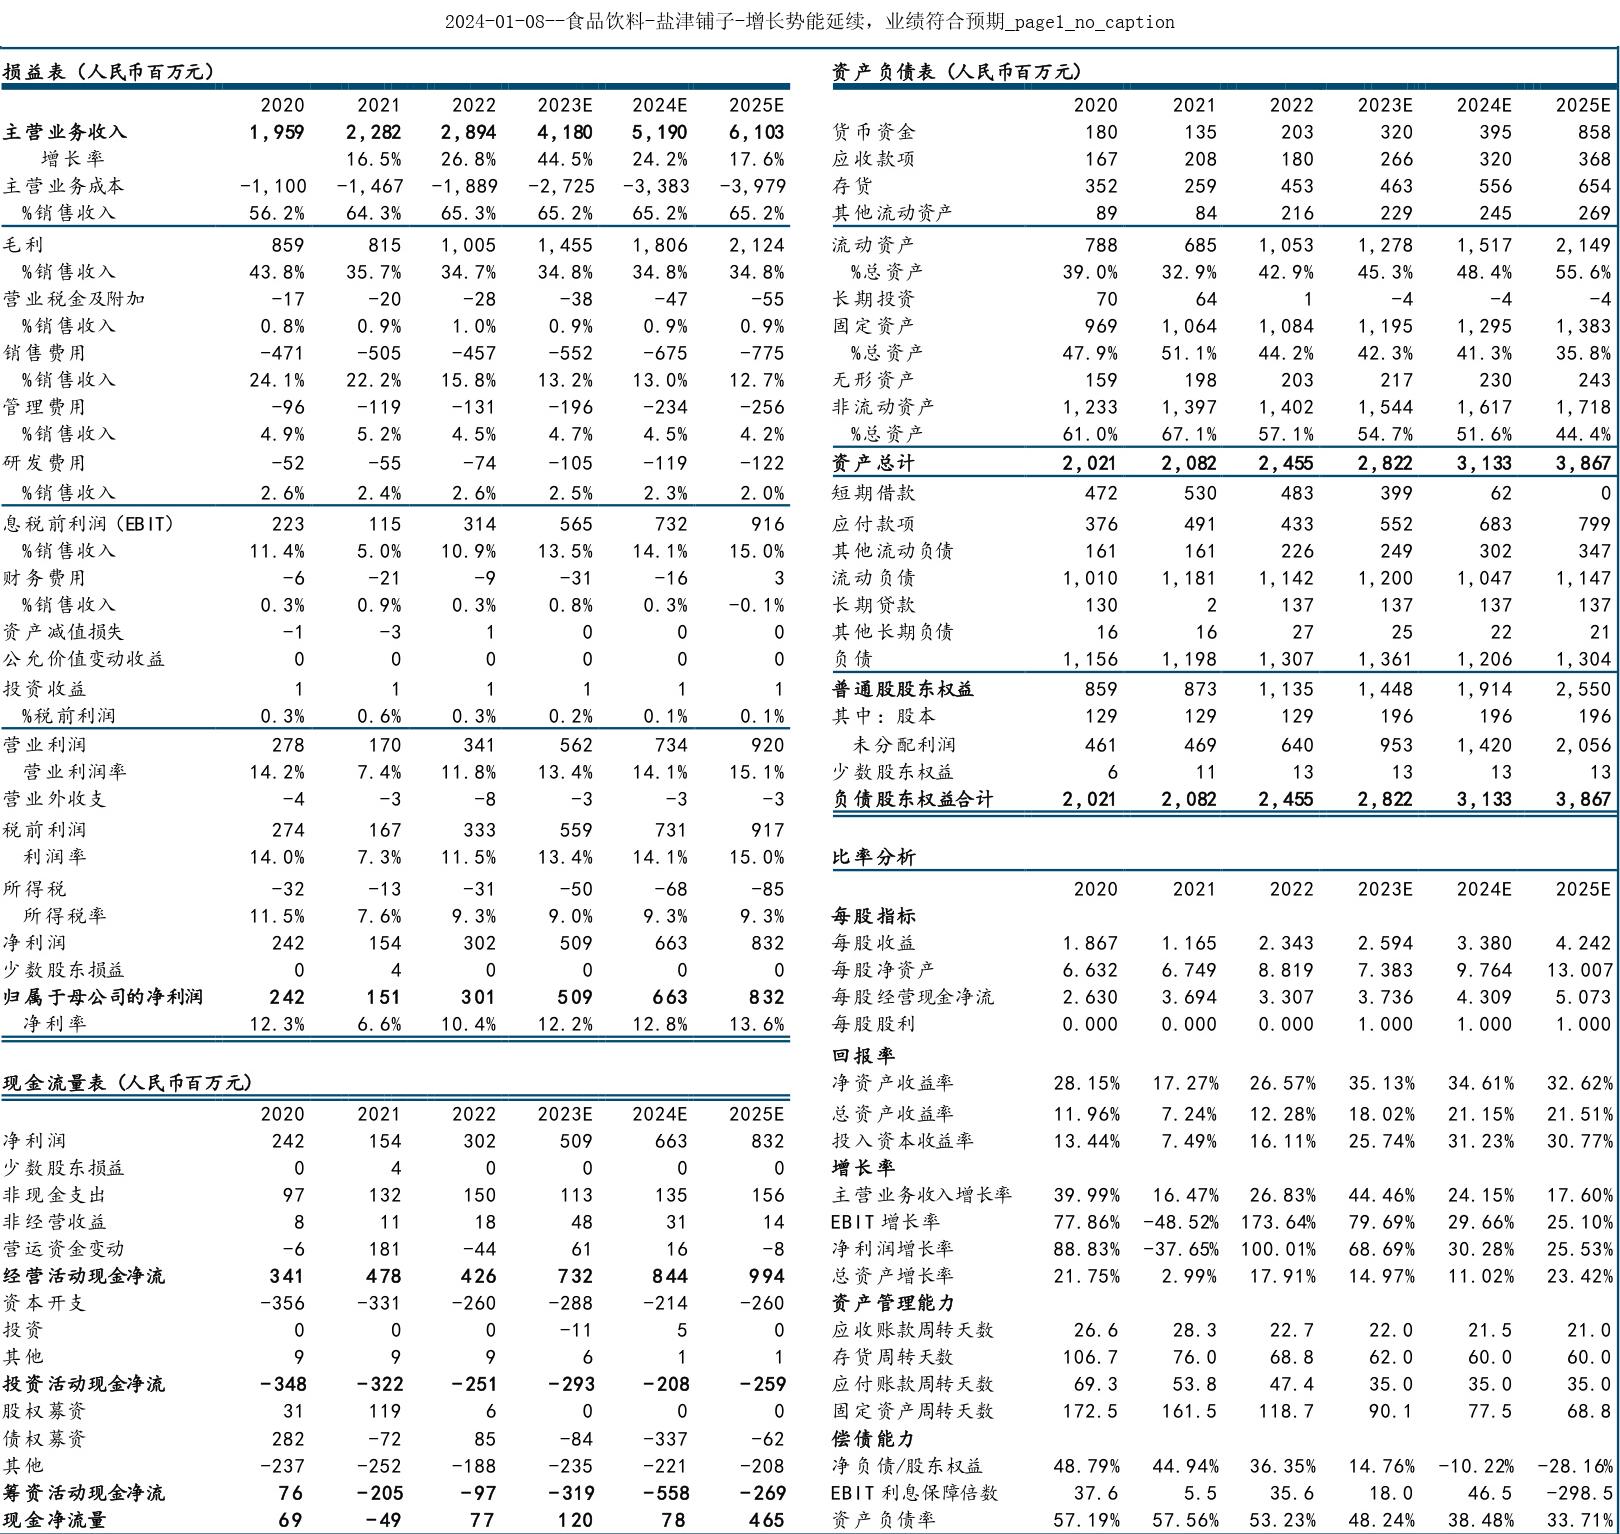 2024-01-08--食品饮料-盐津铺子-增长势能延续，业绩符合预期_page1_no_caption
损益表（人民币百万元）
2020 2021 2022 2023E 2024E 2025E
主营业务收入 1,959 2,282 2,894 4,180 5,190 6,103
增长率 16.5% 26.8% 44.5% 24.2% 17.6%
主营业务成本 -1,100 -1,467 -1,889 -2,725 -3,383 -3,979
%销售收入 56.2% 64.3% 65.3% 65.2% 65.2% 65.2%
毛利 859 815 1,005 1,455 1,806 2,124
%销售收入 43.8% 35.7% 34.7% 34.8% 34.8% 34.8%
营业税金及附加 -17 -20 -28 -38 -47 -55
%销售收入 0.8% 0.9% 1.0% 0.9% 0.9% 0.9%
销售费用 -471 -505 -457 -552 -675 -775
%销售收入 24.1% 22.2% 15.8% 13.2% 13.0% 12.7%
管理费用 -96 -119 -131 -196 -234 -256
%销售收入 4.9% 5.2% 4.5% 4.7% 4.5% 4.2%
研发费用 -52 -55 -74 -105 -119 -122
%销售收入 2.6% 2.4% 2.6% 2.5% 2.3% 2.0%
息税前利润（EBIT） 223 115 314 565 732 916
%销售收入 11.4% 5.0% 10.9% 13.5% 14.1% 15.0%
财务费用 -6 -21 -9 -31 -16 3
%销售收入 0.3% 0.9% 0.3% 0.8% 0.3% -0.1%
资产减值损失 -1 -3 1 0 0 0
公允价值变动收益 0 0 0 0 0 0
投资收益 1 1 1 1 1 1
%税前利润 0.3% 0.6% 0.3% 0.2% 0.1% 0.1%
营业利润 278 170 341 562 734 920
营业利润率 14.2% 7.4% 11.8% 13.4% 14.1% 15.1%
营业外收支 -4 -3 -8 -3 -3 -3
税前利润 274 167 333 559 731 917
利润率 14.0% 7.3% 11.5% 13.4% 14.1% 15.0%
所得税 -32 -13 -31 -50 -68 -85
所得税率 11.5% 7.6% 9.3% 9.0% 9.3% 9.3%
净利润 242 154 302 509 663 832
少数股东损益 0 4 0 0 0 0
归属于母公司的净利润 242 151 301 509 663 832
净利率 12.3% 6.6% 10.4% 12.2% 12.8% 13.6%
现金流量表（人民币百万元）
2020 2021 2022 2023E 2024E 2025E
净利润 242 154 302 509 663 832
少数股东损益 0 4 0 0 0 0
非现金支出 97 132 150 113 135 156
非经营收益 8 11 18 48 31 14
营运资金变动 -6 181 -44 61 16 -8
经营活动现金净流 341 478 426 732 844 994
资本开支 -356 -331 -260 -288 -214 -260
投资 0 0 0 -11 5 0
其他 9 9 9 6 1 1
投资活动现金净流 -348 -322 -251 -293 -208 -259
股权募资 31 119 6 0 0 0
债权募资 282 -72 85 -84 -337 -62
其他 -237 -252 -188 -235 -221 -208
筹资活动现金净流 76 -205 -97 -319 -558 -269
现金净流量 69 -49 77 120 78 465
资产负债表（人民币百万元）
2020 2021 2022 2023E 2024E 2025E
货币资金 180 135 203 320 395 858
应收款项 167 208 180 266 320 368
存货 352 259 453 463 556 654
其他流动资产 89 84 216 229 245 269
流动资产 788 685 1,053 1,278 1,517 2,149
%总资产 39.0% 32.9% 42.9% 45.3% 48.4% 55.6%
长期投资 70 64 1 -4 -4 -4
固定资产 969 1,064 1,084 1,195 1,295 1,383
%总资产 47.9% 51.1% 44.2% 42.3% 41.3% 35.8%
无形资产 159 198 203 217 230 243
非流动资产 1,233 1,397 1,402 1,544 1,617 1,718
%总资产 61.0% 67.1% 57.1% 54.7% 51.6% 44.4%
资产总计 2,021 2,082 2,455 2,822 3,133 3,867
短期借款 472 530 483 399 62 0
应付款项 376 491 433 552 683 799
其他流动负债 161 161 226 249 302 347
流动负债 1,010 1,181 1,142 1,200 1,047 1,147
长期贷款 130 2 137 137 137 137
其他长期负债 16 16 27 25 22 21
负债 1,156 1,198 1,307 1,361 1,206 1,304
普通股股东权益 859 873 1,135 1,448 1,914 2,550
其中：股本 129 129 129 196 196 196
未分配利润 461 469 640 953 1,420 2,056
少数股东权益 6 11 13 13 13 13
负债股东权益合计 2,021 2,082 2,455 2,822 3,133 3,867
比率分析
2020 2021 2022 2023E 2024E 2025E
每股指标
每股收益 1.867 1.165 2.343 2.594 3.380 4.242
每股净资产 6.632 6.749 8.819 7.383 9.764 13.007
每股经营现金净流 2.630 3.694 3.307 3.736 4.309 5.073
每股股利 0.000 0.000 0.000 1.000 1.000 1.000
回报率
净资产收益率 28.15% 17.27% 26.57% 35.13% 34.61% 32.62%
总资产收益率 11.96% 7.24% 12.28% 18.02% 21.15% 21.51%
投入资本收益率 13.44% 7.49% 16.11% 25.74% 31.23% 30.77%
增长率
主营业务收入增长率 39.99% 16.47% 26.83% 44.46% 24.15% 17.60%
EBIT增长率 77.86% -48.52% 173.64% 79.69% 29.66% 25.10%
净利润增长率 88.83% -37.65% 100.01% 68.69% 30.28% 25.53%
总资产增长率 21.75% 2.99% 17.91% 14.97% 11.02% 23.42%
资产管理能力
应收账款周转天数 26.6 28.3 22.7 22.0 21.5 21.0
存货周转天数 106.7 76.0 68.8 62.0 60.0 60.0
应付账款周转天数 69.3 53.8 47.4 35.0 35.0 35.0
固定资产周转天数 172.5 161.5 118.7 90.1 77.5 68.8
偿债能力
净负债/股东权益 48.79% 44.94% 36.35% 14.76% -10.22% -28.16%
EBIT利息保障倍数 37.6 5.5 35.6 18.0 46.5 -298.5
资产负债率 57.19% 57.56% 53.23% 48.24% 38.48% 33.71%